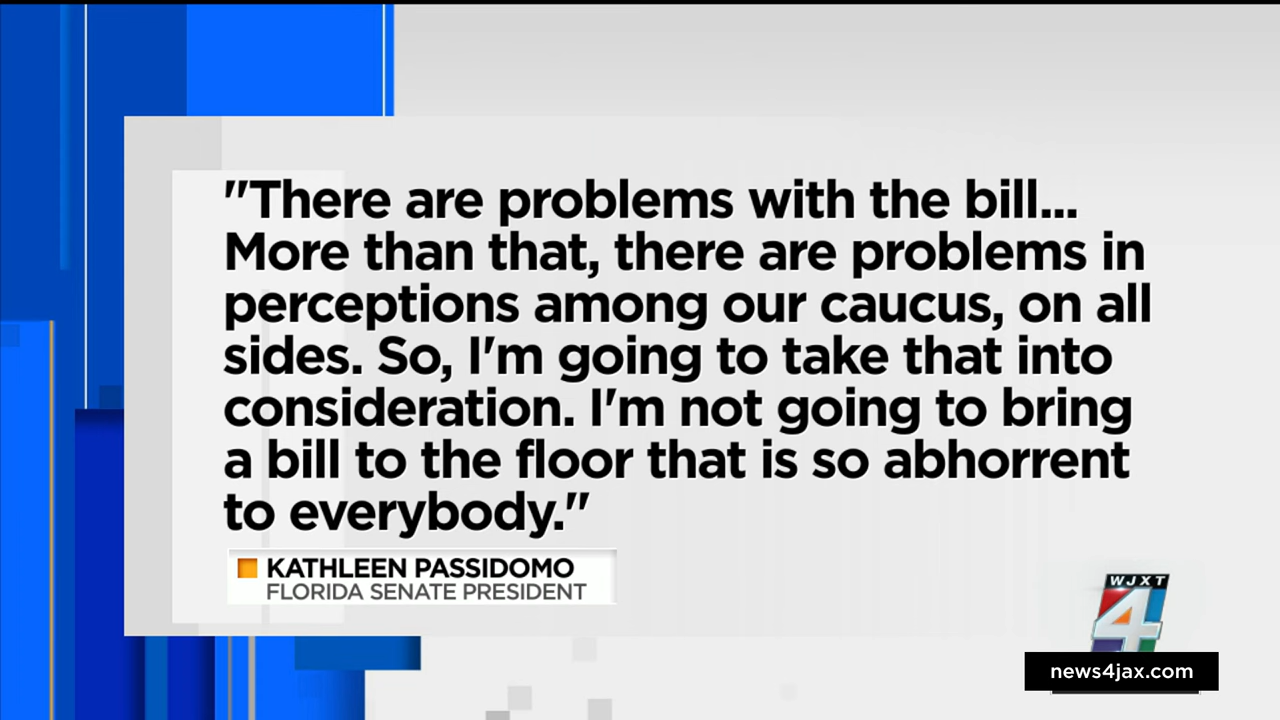 "There are problems with the bill...
More than that, there are problems in
perceptions among our caucus, on all
sides. So, I'm going to take that into
consideration. I'm not going to bring
a bill to the floor that is so abhorrent
to everybody."
KATHLEEN PASSIDOMO
FLORIDA SENATE PRESIDENT
WJXT
4
news4jax.com